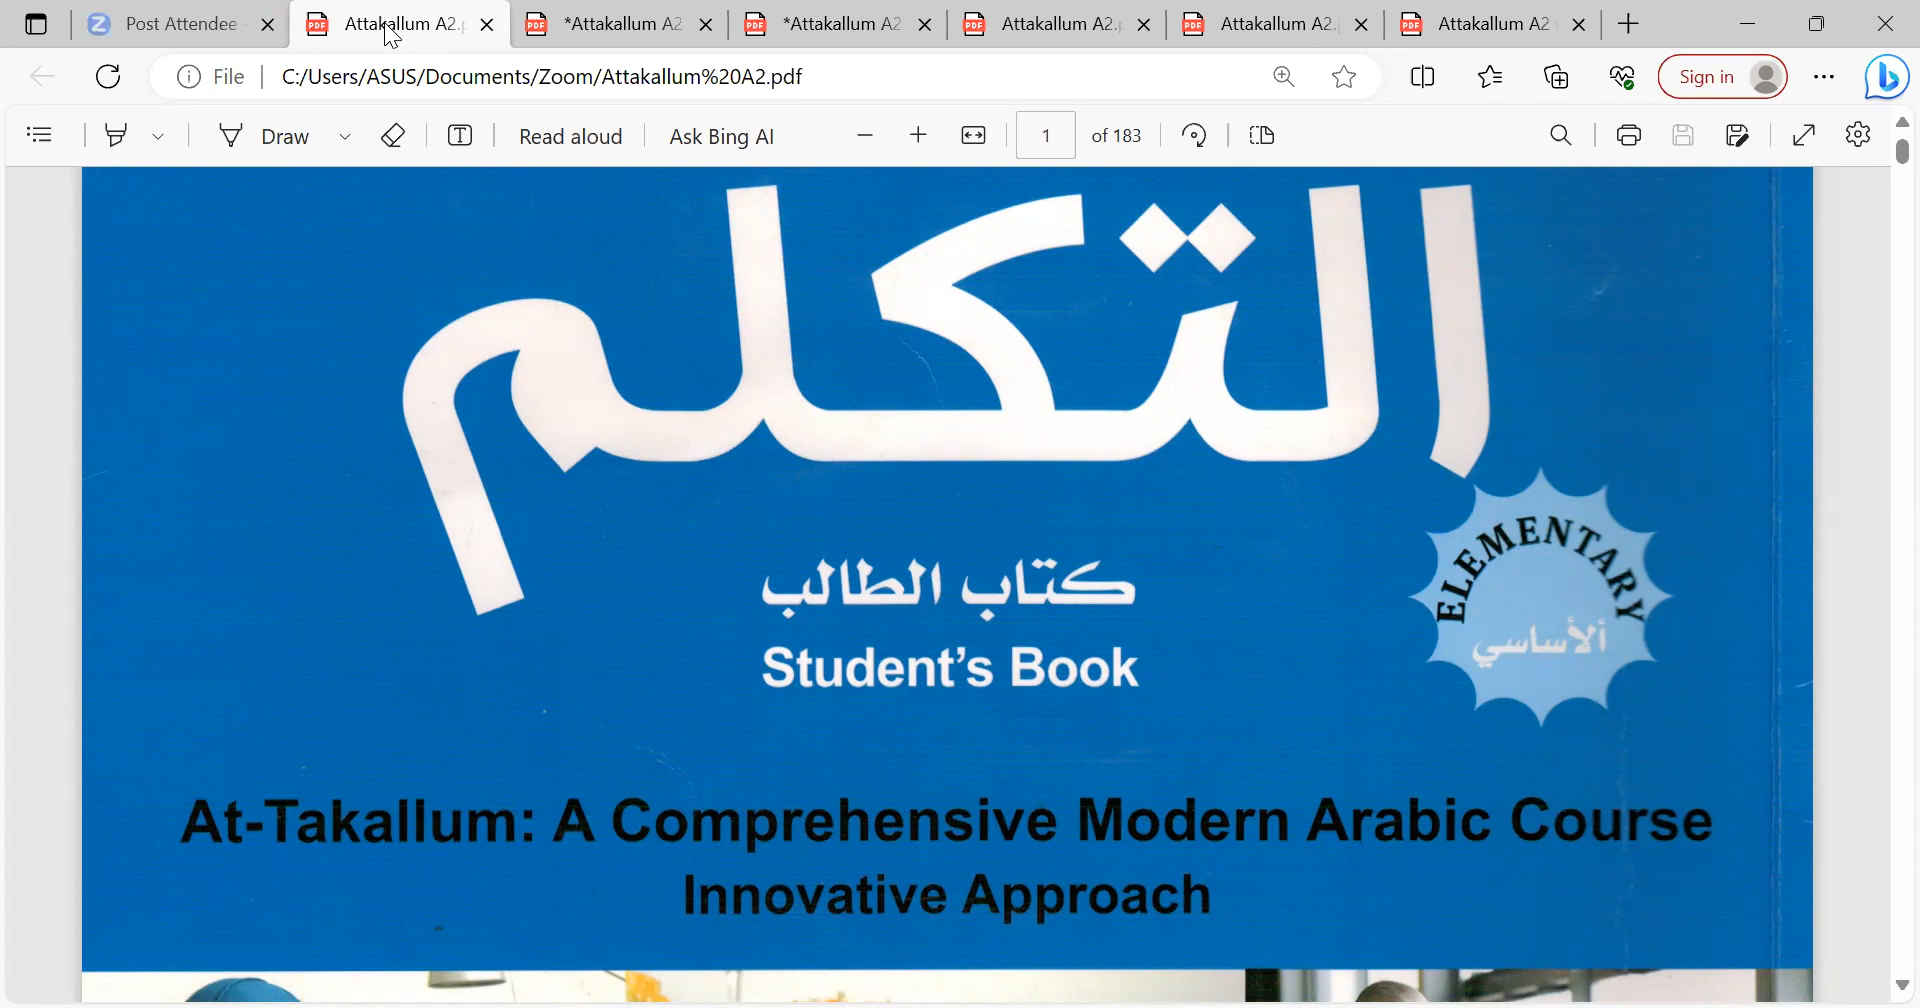 Post Attendee
Attakallum A2.p
*Attakallum A2
*Attakallum A2
Attakallum A2.p
Attakallum A2.
Attakallum A2
File
C:/Users/ASUS/Documents/Zoom/Attakallum%20A2.pdf
Sign in
Draw
Read aloud
Ask Bing AI
1
of 183
التكلم
كتاب الطالب
Student's Book
ELEMENTARY
ألأساسي
At-Takallum: A Comprehensive Modern Arabic Course
Innovative Approach